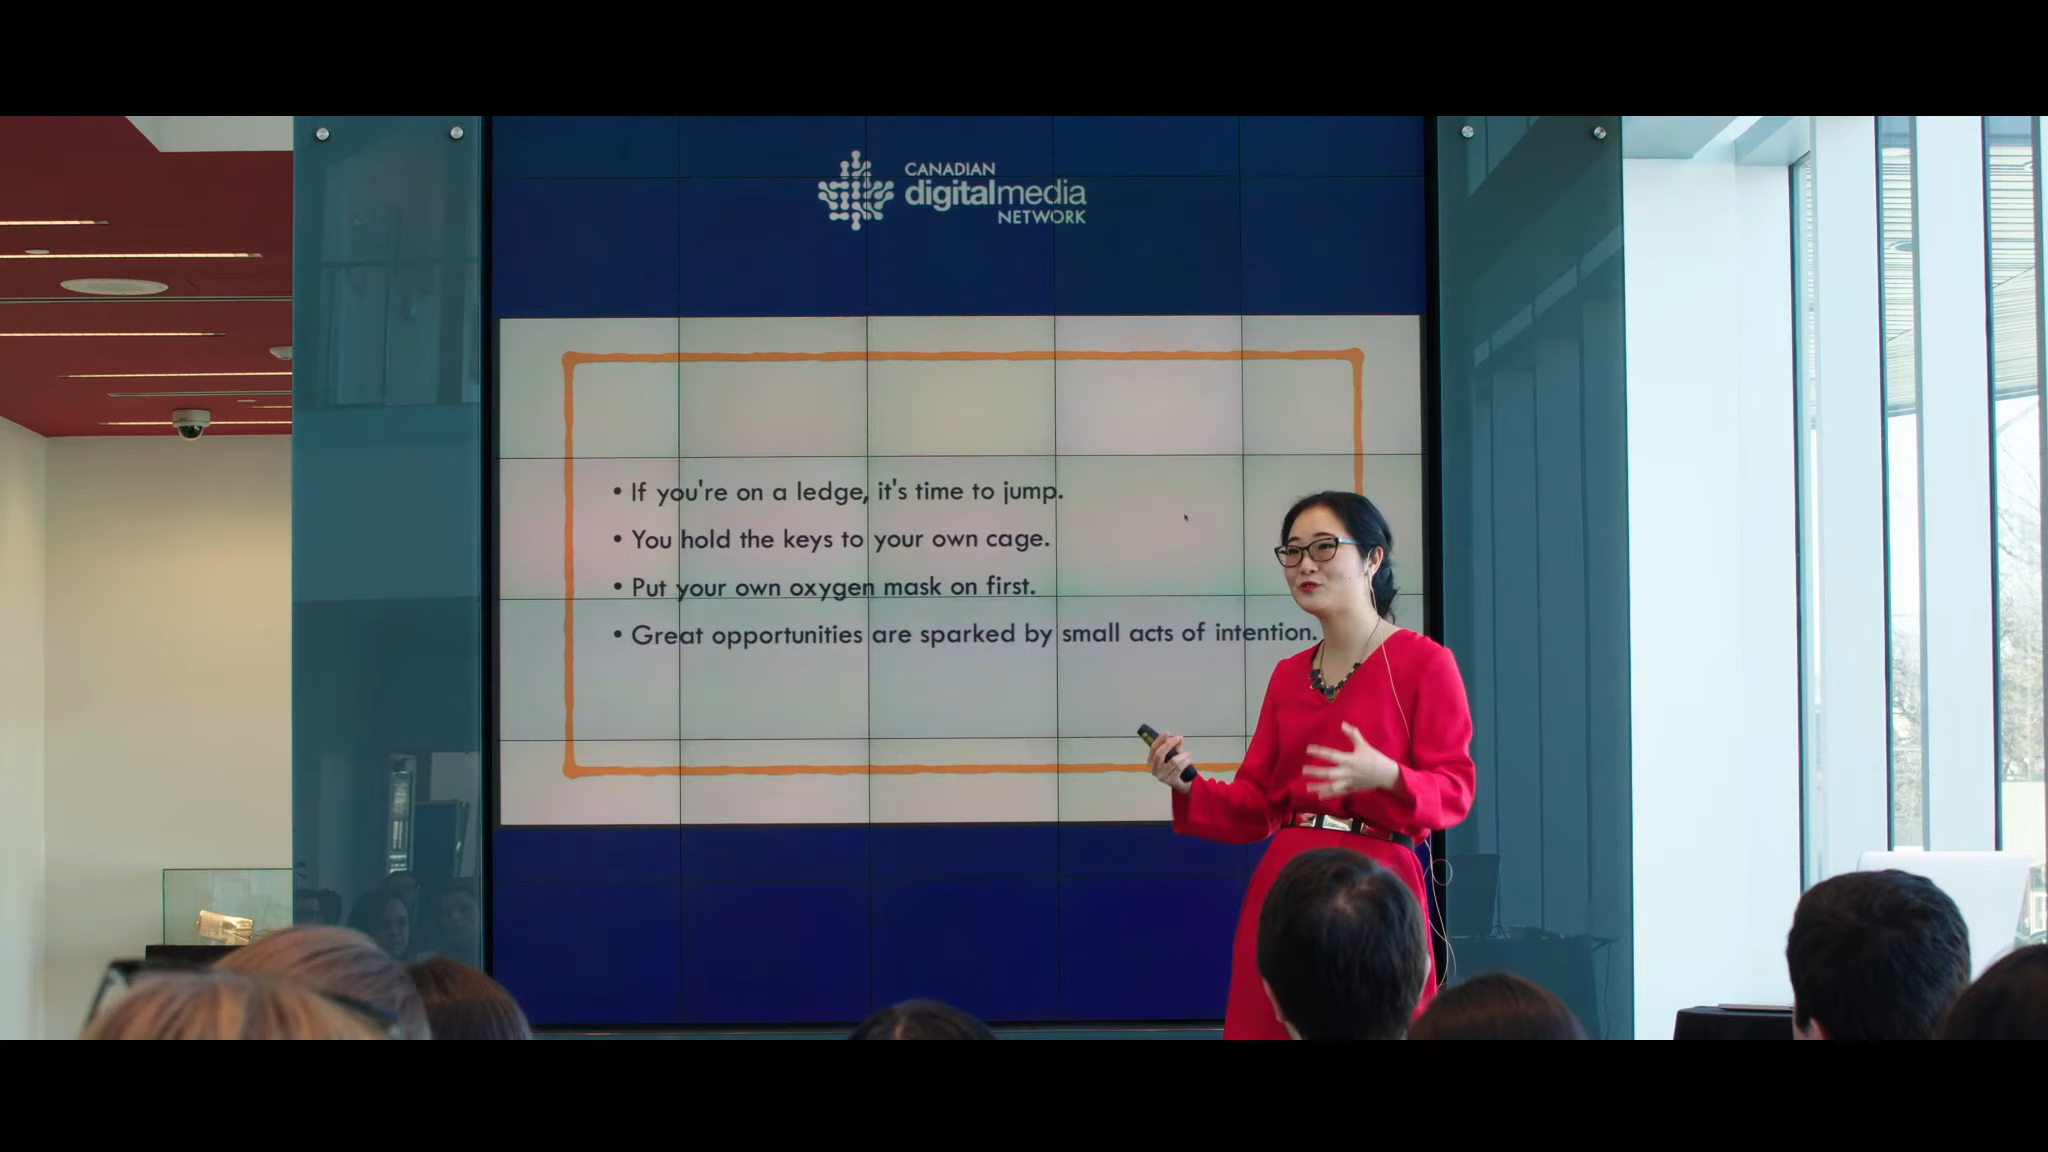 CANADIAN
digitalmedia
NETWORK
• If you're on a ledge, it's time to jump.
• You hold the keys to your own cage.
• Put your own oxygen mask on first.
• Great opportunities are sparked by small acts of intention.